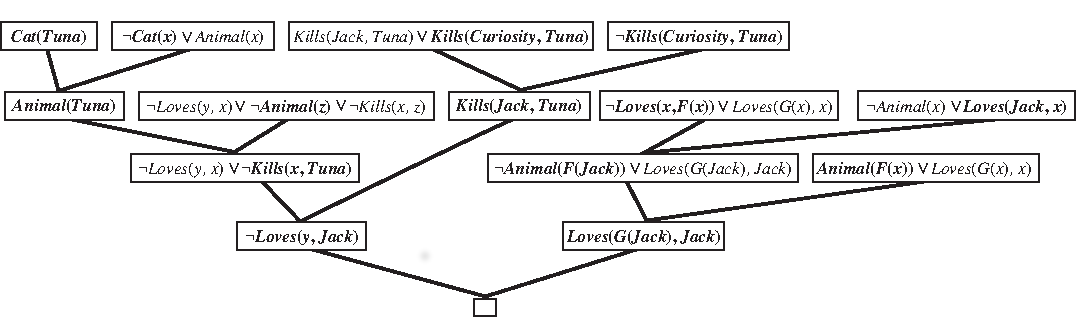 Cat(Tuna)
¬Cat(x) ∨ Animal(x)
Kills(Jack, Tuna) ∨ Kills(Curiosity, Tuna)
¬Kills(Curiosity, Tuna)
Animal(Tuna)
¬Loves(y, x) ∨ ¬Animal(z) ∨ ¬Kills(x, z)
Kills(Jack, Tuna)
¬Loves(x,F(x)) ∨ Loves(G(x), x)
¬Animal(x) ∨ Loves(Jack, x)
¬Loves(y, x) ∨ ¬Kills(x, Tuna)
¬Animal(F(Jack)) ∨ Loves(G(Jack), Jack)
Animal(F(x)) ∨ Loves(G(x), x)
¬Loves(y, Jack)
Loves(G(Jack), Jack)